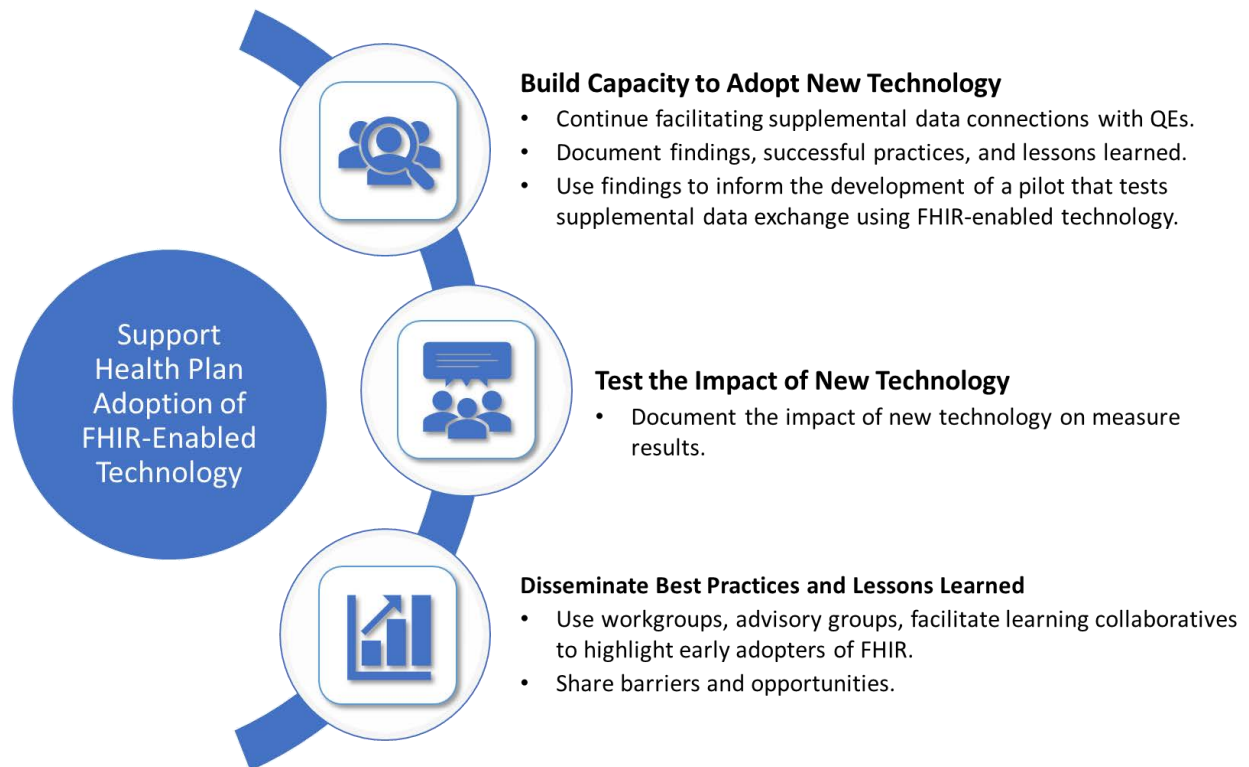 Build Capacity to Adopt New Technology
• Continue facilitating supplemental data connections with QEs.
• Document findings, successful practices, and lessons learned.
• Use findings to inform the development of a pilot that tests
supplemental data exchange using FHIR-enabled technology.
Support
Health Plan
Adoption of
FHIR-Enabled
Technology
Test the Impact of New Technology
• Document the impact of new technology on measure
results.
Disseminate Best Practices and Lessons Learned
• Use workgroups, advisory groups, facilitate learning collaboratives
to highlight early adopters of FHIR.
• Share barriers and opportunities.